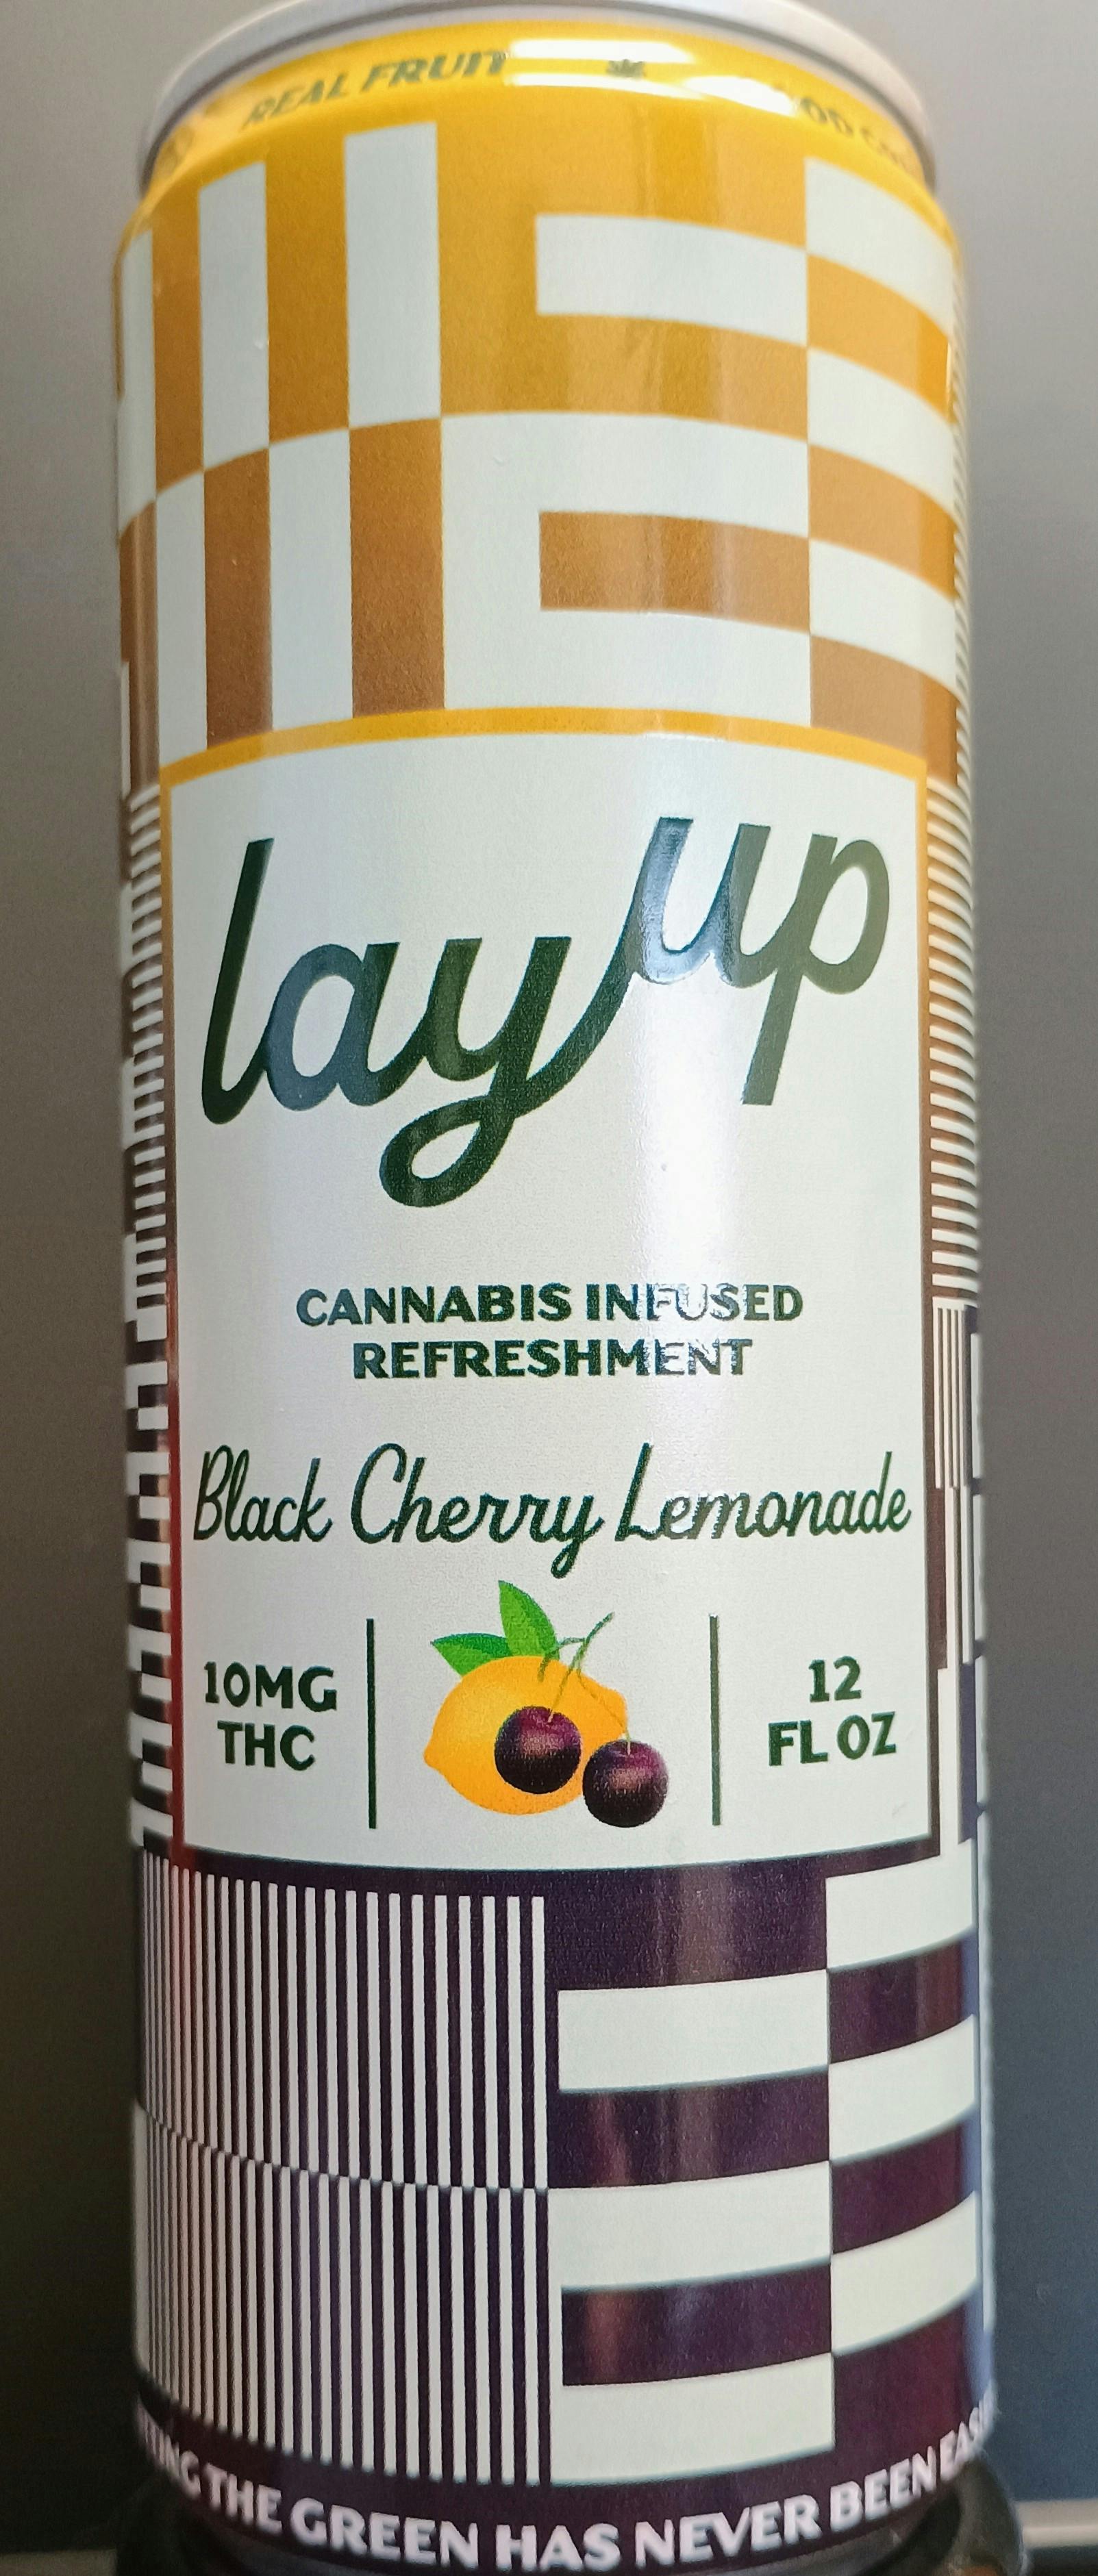 REAL FRUIT
layup
CANNABIS INFUSED
REFRESHMENT
Black Cherry Lemonade
10MG
THC
12
FL OZ
THE GREEN HAS NEVER BEEN